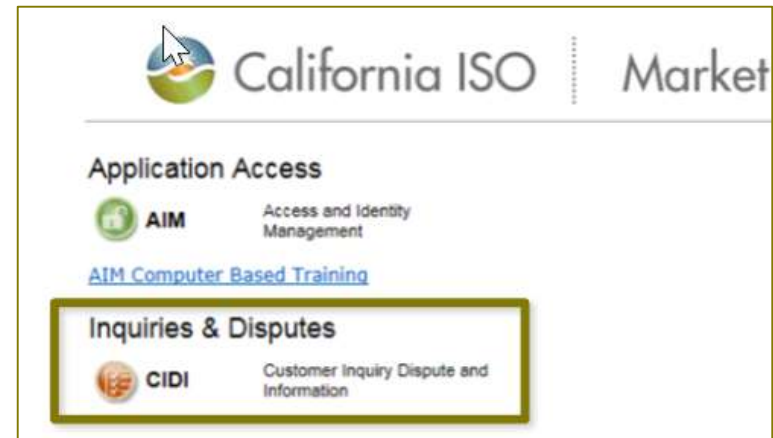 California ISO Market
Application Access
AIM Access and Identity
Management
AIM Computer Based Training
Inquiries & Disputes
CIDI Customer Inquiry Dispute and
Information